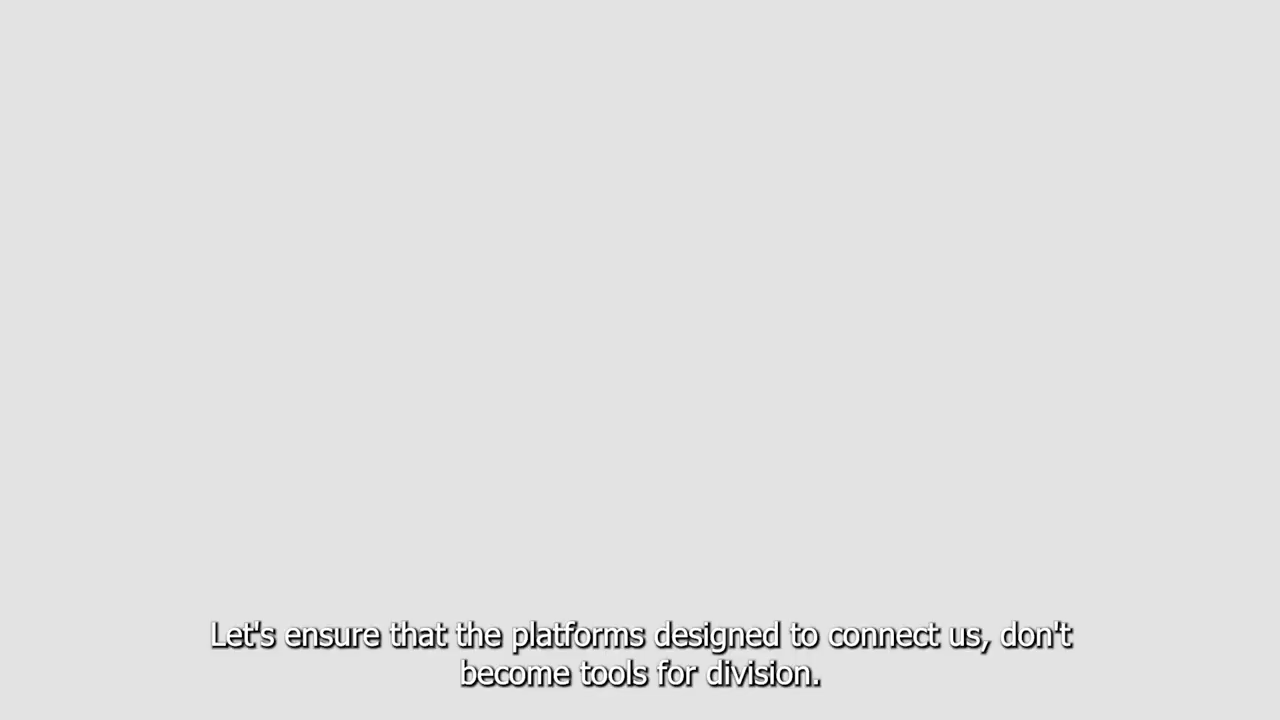 Let's ensure that the platforms designed to connect us, don't
become tools for division.